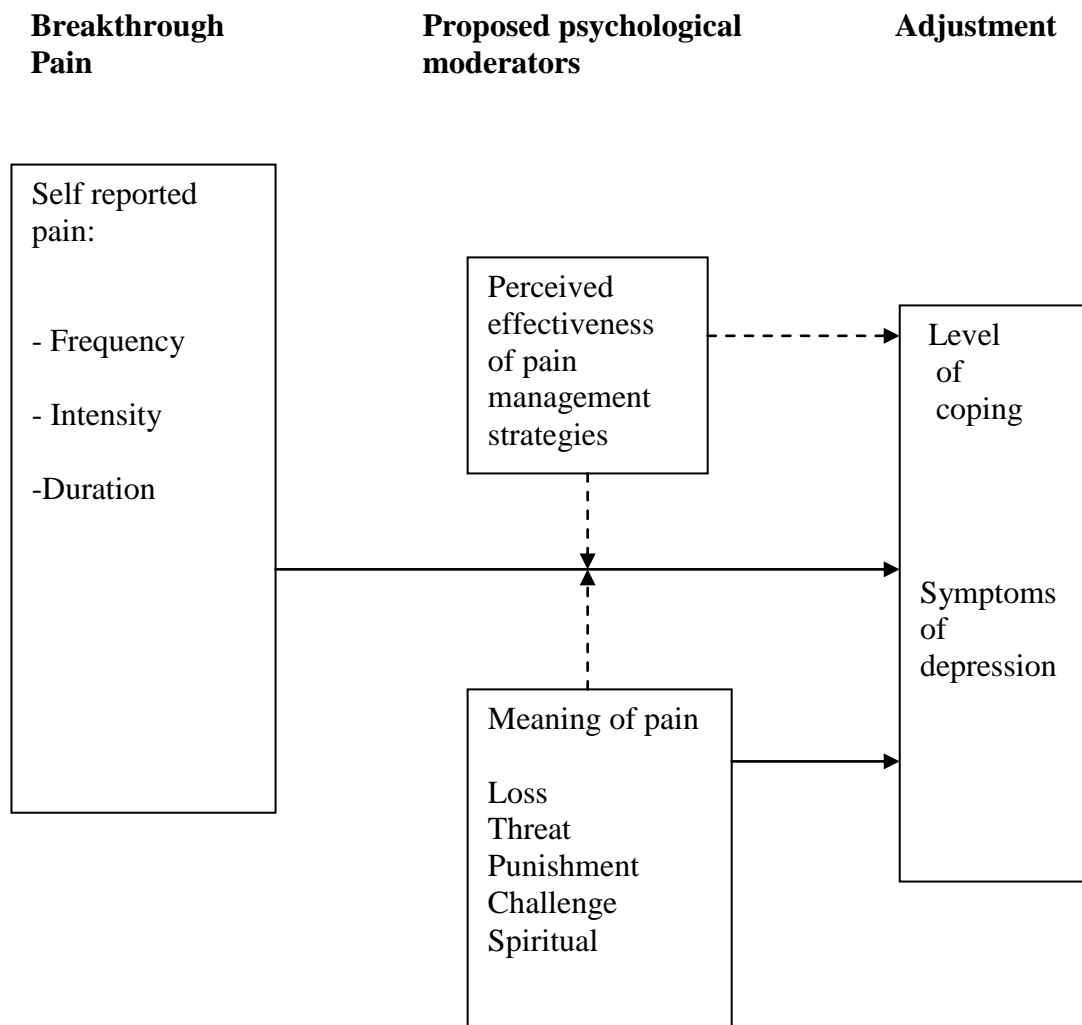 Breakthrough
Pain
Proposed psychological
moderators
Adjustment
Self reported
pain:
- Frequency
- Intensity
-Duration
Perceived
effectiveness
of pain
management
strategies
Level
of
coping
Symptoms
of
depression
Meaning of pain
Loss
Threat
Punishment
Challenge
Spiritual